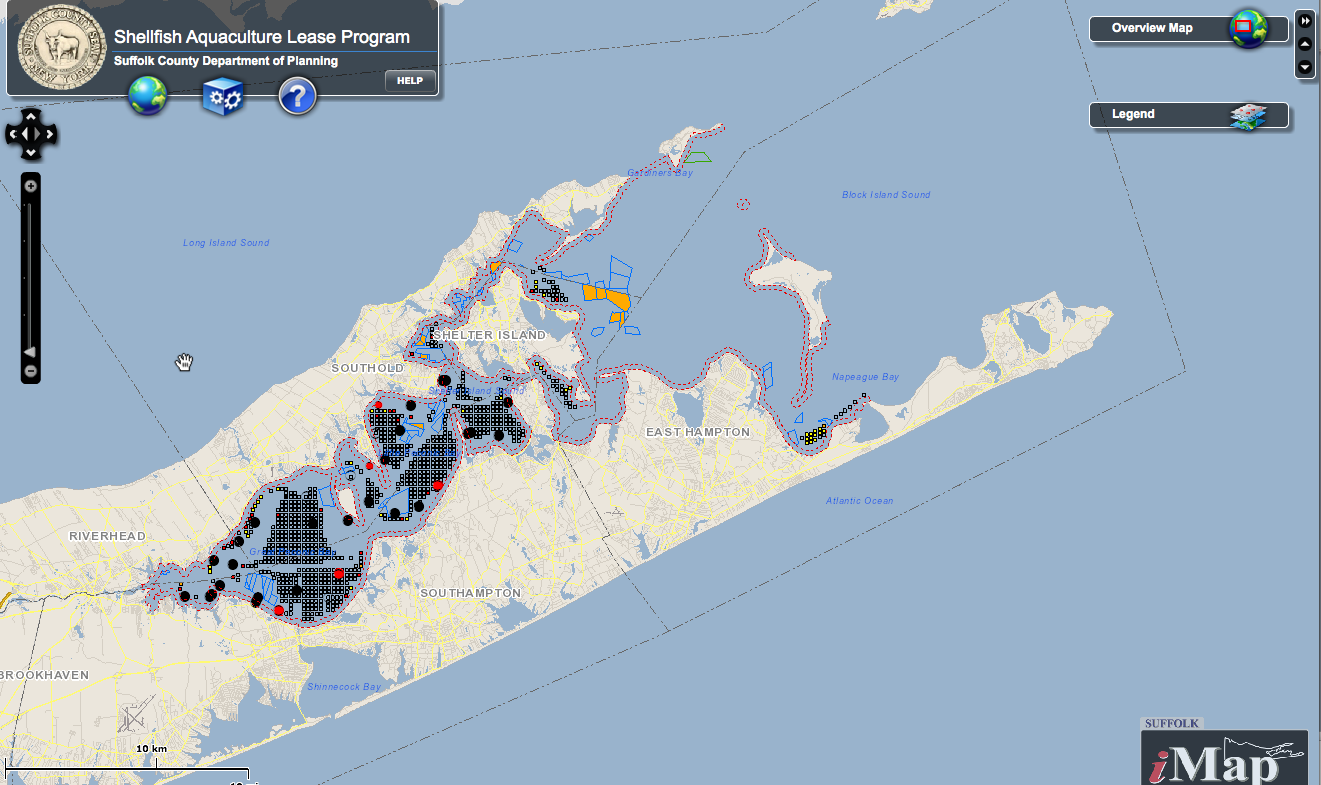 Shellfish Aquaculture Lease Program
Suffolk County Department of Planning
HELP
Overview Map
Legend
Gardiners Bay
Block Island Sound
Long Island Sound
SHELTER ISLAND
SOUTHOLD
Napeague Bay
EAST HAMPTON
Atlantic Ocean
RIVERHEAD
SOUTHAMPTON
BROOKHAVEN
Shinnecock Bay
10 km
SUFFOLK
iMap